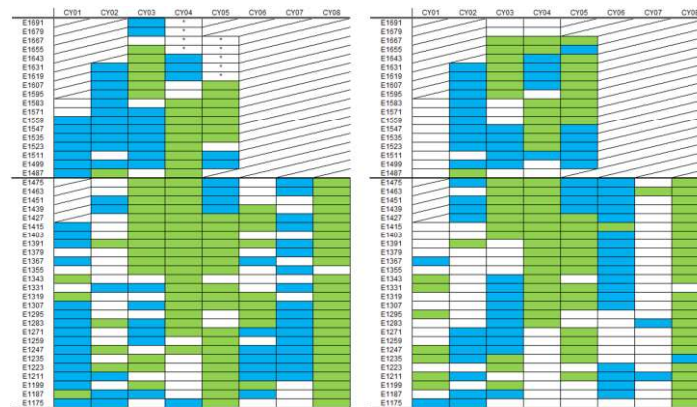 CY01 CY02 CY03 CY04 CY05 CY06 CY07 CY08
E1691 *
E1679 *
E1667 * *
E1655 * *
E1643 *
E1631 *
E1619 *
E1607
E1595
E1583
E1571
E1559
E1547
E1535
E1523
E1511
E1499
E1487
E1475
E1463
E1451
E1439
E1427
E1415
E1403
E1391
E1379
E1367
E1355
E1343
E1331
E1319
E1307
E1295
E1283
E1271
E1259
E1247
E1235
E1223
E1211
E1199
E1187
E1175
CY01 CY02 CY03 CY04 CY05 CY06 CY07 CY08
E1691
E1679
E1667
E1655
E1643
E1631
E1619
E1607
E1595
E1583
E1571
E1559
E1547
E1535
E1523
E1511
E1499
E1487
E1475
E1463
E1451
E1439
E1427
E1415
E1403
E1391
E1379
E1367
E1355
E1343
E1331
E1319
E1307
E1295
E1283
E1271
E1259
E1247
E1235
E1223
E1211
E1199
E1187
E1175